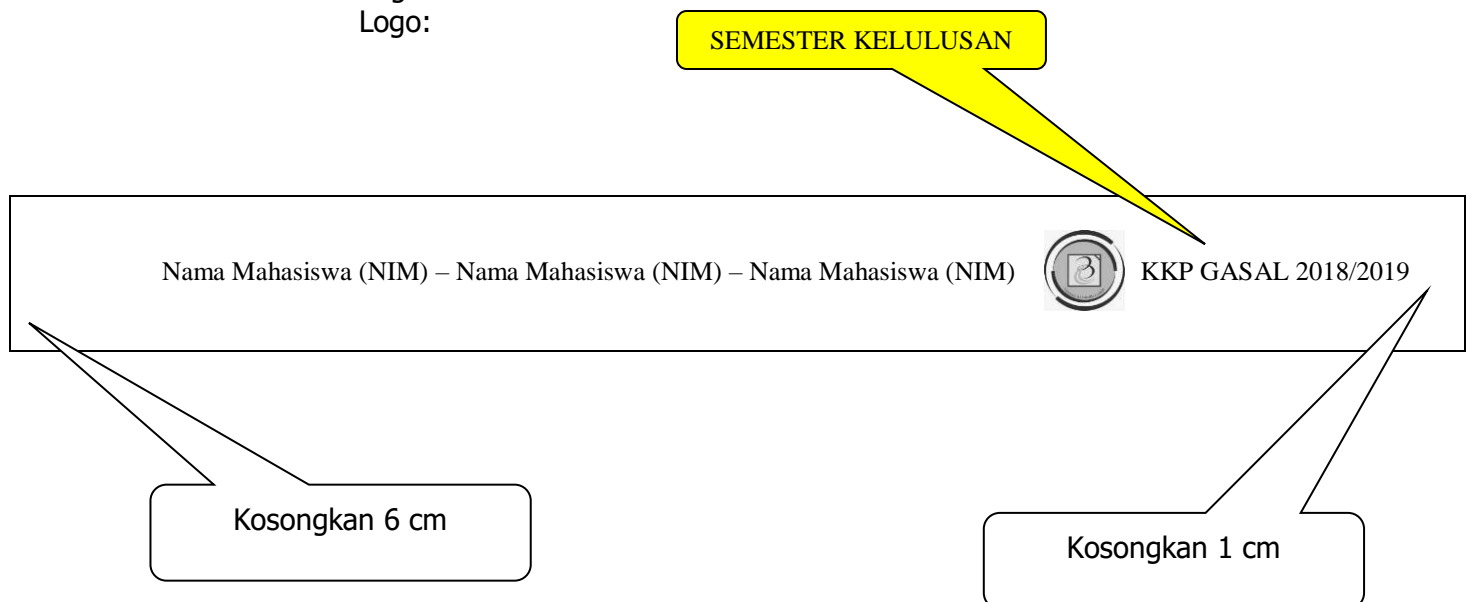 Logo:
SEMESTER KELULUSAN
Nama Mahasiswa (NIM) – Nama Mahasiswa (NIM) – Nama Mahasiswa (NIM) KKP GASAL 2018/2019
Kosongkan 6 cm
Kosongkan 1 cm